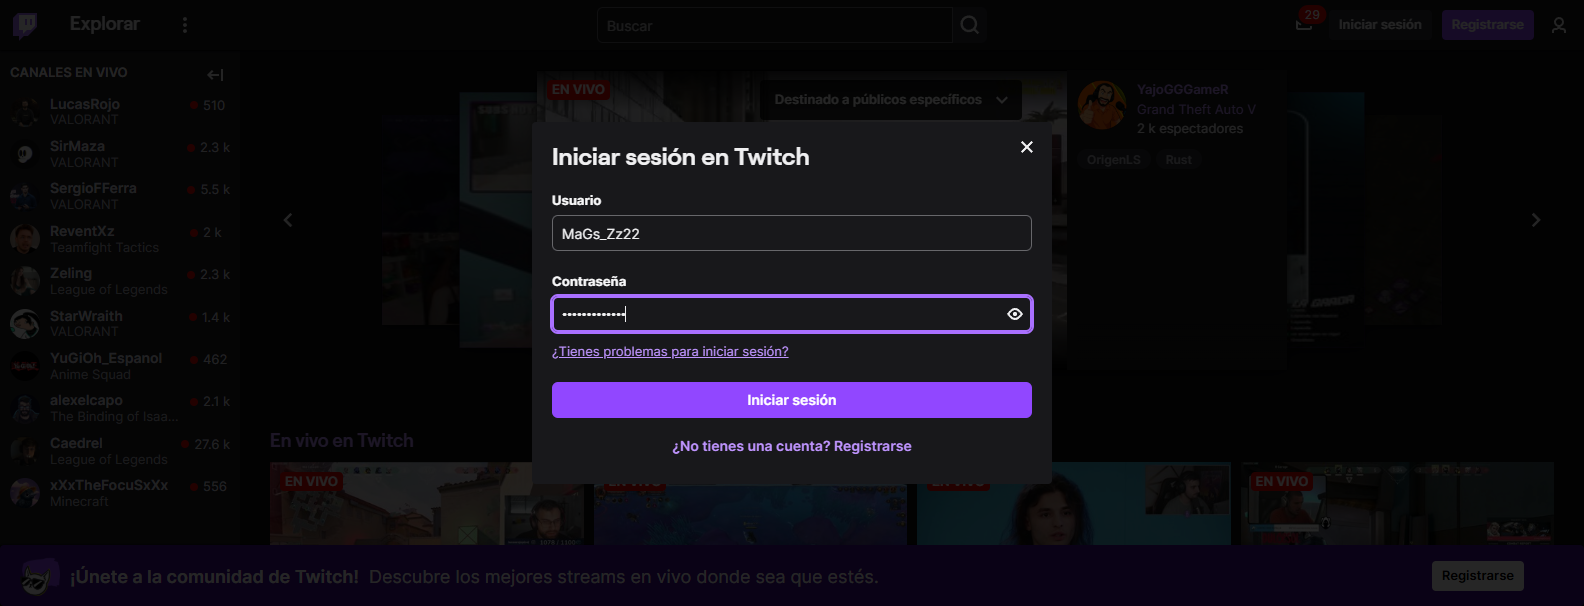 Explorar
Buscar
29
Iniciar sesión
Registrarse
CANALES EN VIVO
LucasRojo
510
VALORANT
SirMaza
2.3 k
VALORANT
SergioFFerra
5.5 k
VALORANT
ReventXz
2 k
Teamfight Tactics
Zeling
2.3 k
League of Legends
StarWraith
1.4 k
VALORANT
YuGiOh_Espanol
462
Anime Squad
alexelcapo
2.1 k
The Binding of Isaa...
Caedrel
27.6 k
League of Legends
xXxTheFocuSxXx
556
Minecraft
EN VIVO
Destinado a públicos específicos
YajoGGGameR
Grand Theft Auto V
2 k espectadores
OrigenLS
Rust
Iniciar sesión en Twitch
Usuario
MaGs_Zz22
Contraseña
•••••••••••••
¿Tienes problemas para iniciar sesión?
Iniciar sesión
¿No tienes una cuenta? Registrarse
En vivo en Twitch
EN VIVO
EN VIVO
EN VIVO
EN VIVO
¡Únete a la comunidad de Twitch! Descubre los mejores streams en vivo donde sea que estés.
Registrarse